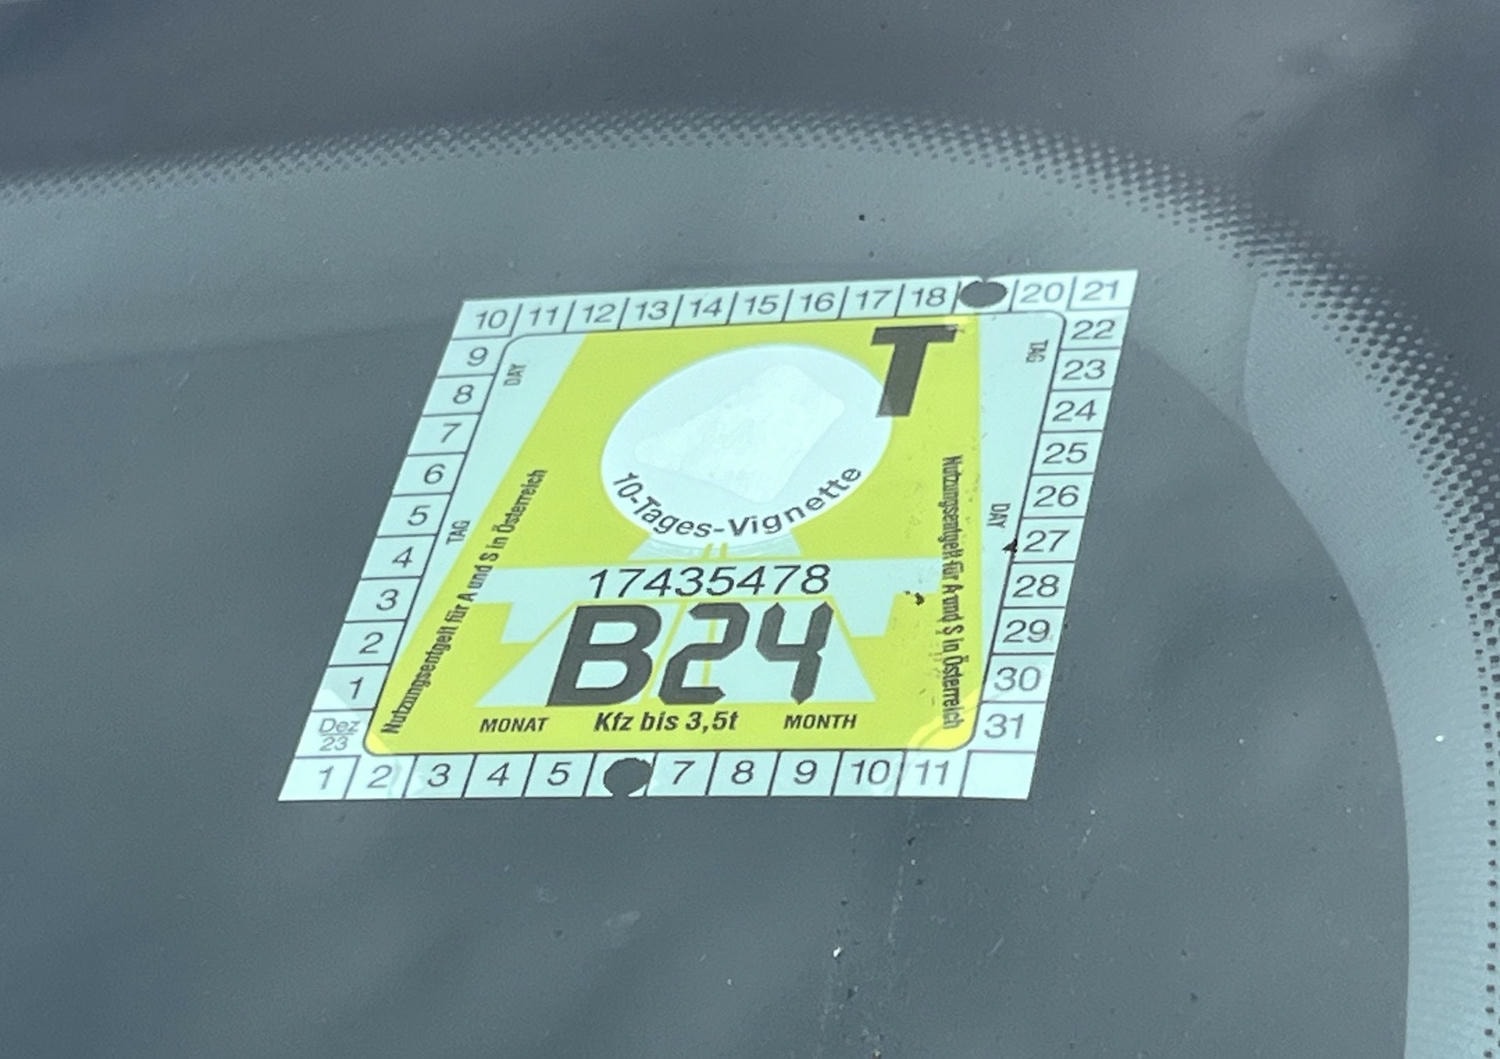 10 11 12 13 14 15 16 17 18 20 21
9 22
8 23
7 24
6 25
5 26
4 27
3 28
2 29
1 30
Dez 23 31
1 2 3 4 5 7 8 9 10 11
DAY
TAG
TAG
DAY
T
10-Tages-Vignette
Nutzungsentgelt für A und S in Österreich
Nutzungsentgelt für A und S in Österreich
17435478
B24
MONAT Kfz bis 3,5t MONTH